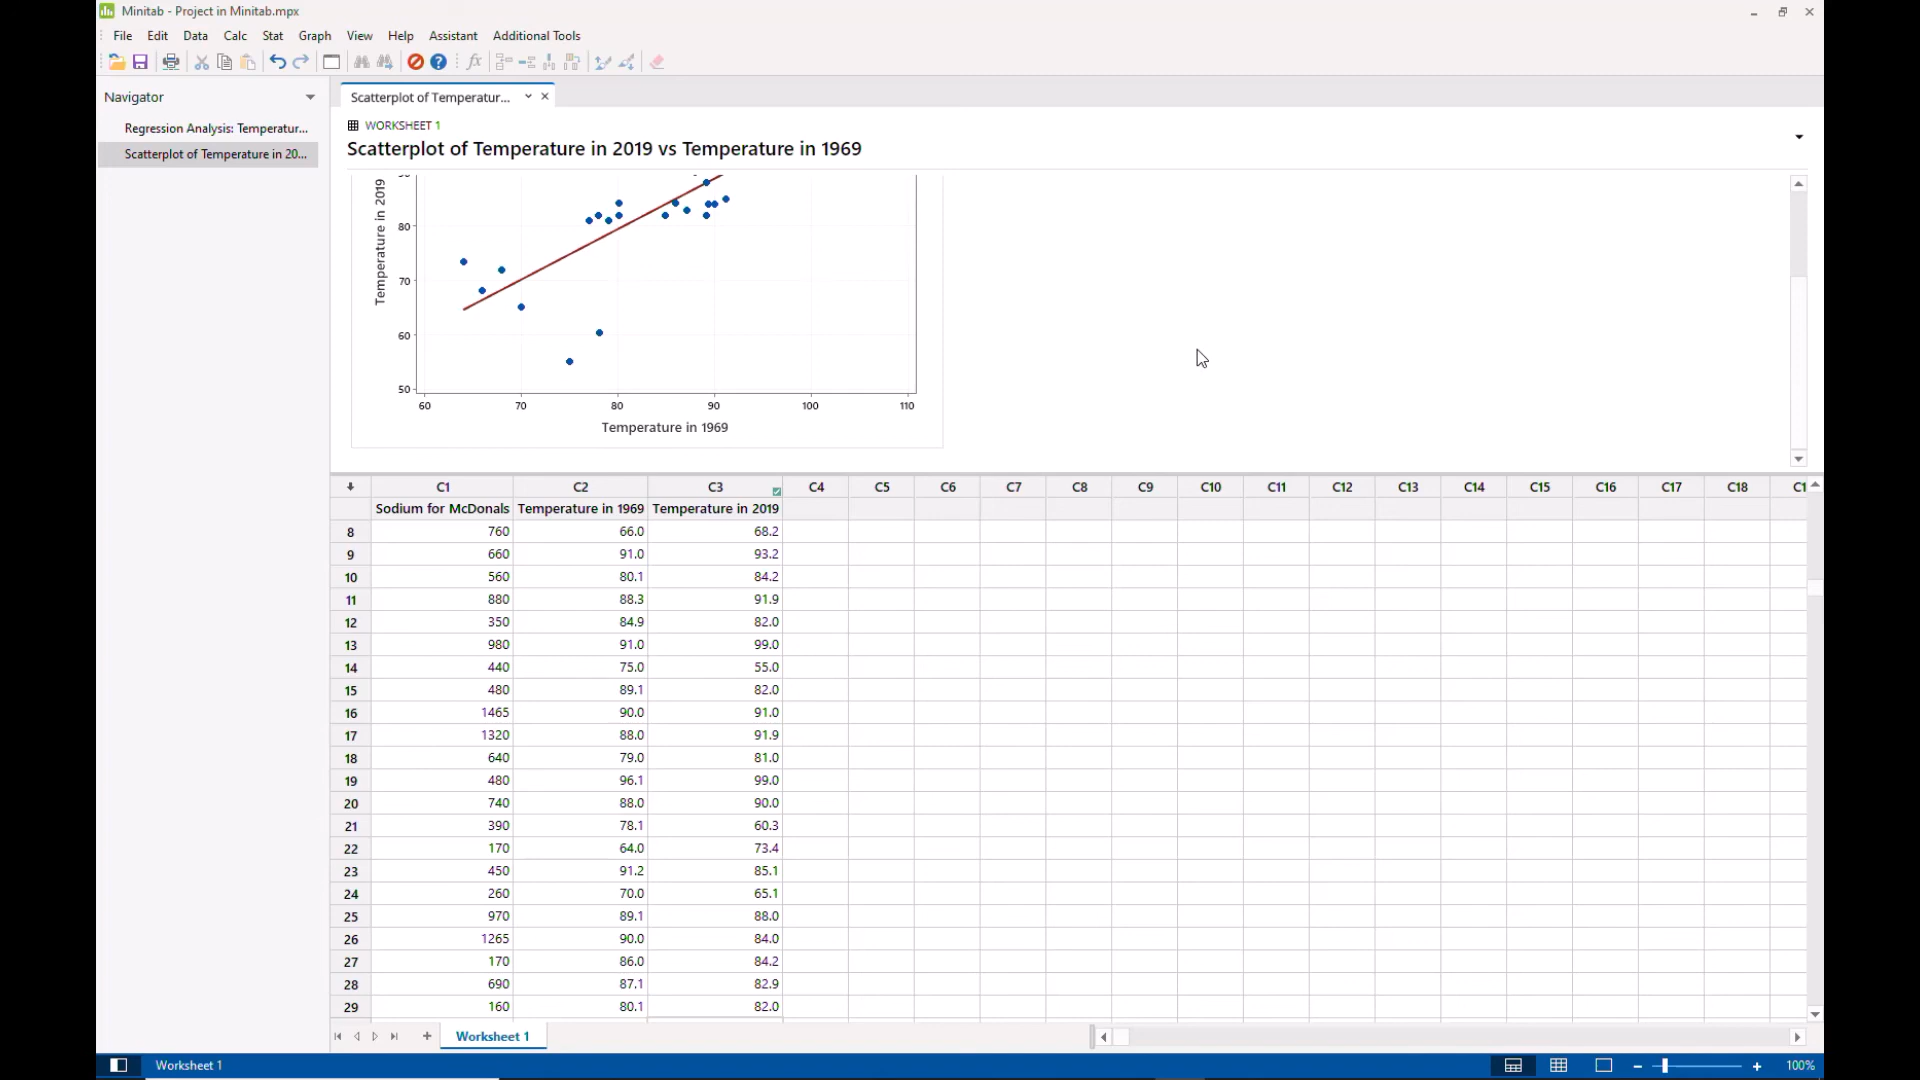 Minitab - Project in Minitab.mpx
File Edit Data Calc Stat Graph View Help Assistant Additional Tools
Navigator
Regression Analysis: Temperatur...
Scatterplot of Temperature in 20...
Scatterplot of Temperatur...
WORKSHEET 1
Scatterplot of Temperature in 2019 vs Temperature in 1969
Temperature in 2019
80
70
60
50
60 70 80 90 100 110
Temperature in 1969
C1 C2 C3 C4 C5 C6 C7 C8 C9 C10 C11 C12 C13 C14 C15 C16 C17 C18
Sodium for McDonals Temperature in 1969 Temperature in 2019
8 760 66.0 68.2
9 660 91.0 93.2
10 560 80.1 84.2
11 880 88.3 91.9
12 350 84.9 82.0
13 980 91.0 99.0
14 440 75.0 55.0
15 480 89.1 82.0
16 1465 90.0 91.0
17 1320 88.0 91.9
18 640 79.0 81.0
19 480 96.1 99.0
20 740 88.0 90.0
21 390 78.1 60.3
22 170 64.0 73.4
23 450 91.2 85.1
24 260 70.0 65.1
25 970 89.1 88.0
26 1265 90.0 84.0
27 170 86.0 84.2
28 690 87.1 82.9
29 160 80.1 82.0
Worksheet 1
Worksheet 1
100%